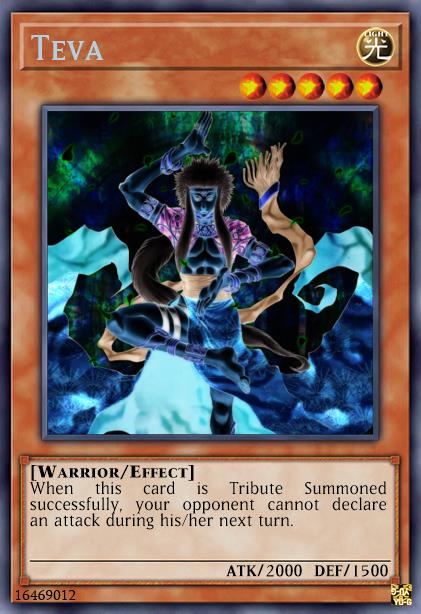 TEVA
LIGHT
光
[WARRIOR/EFFECT]
When this card is Tribute Summoned
successfully, your opponent cannot declare
an attack during his/her next turn.
ATK/2000 DEF/1500
16469012